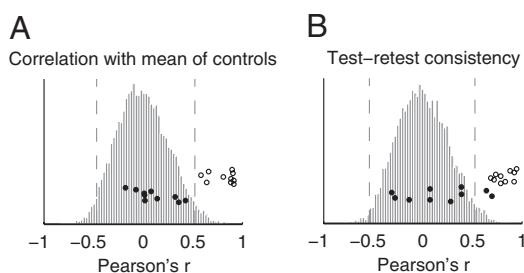 A
Correlation with mean of controls
−1 −0.5 0 0.5 1
Pearson's r
B
Test–retest consistency
−1 −0.5 0 0.5 1
Pearson's r